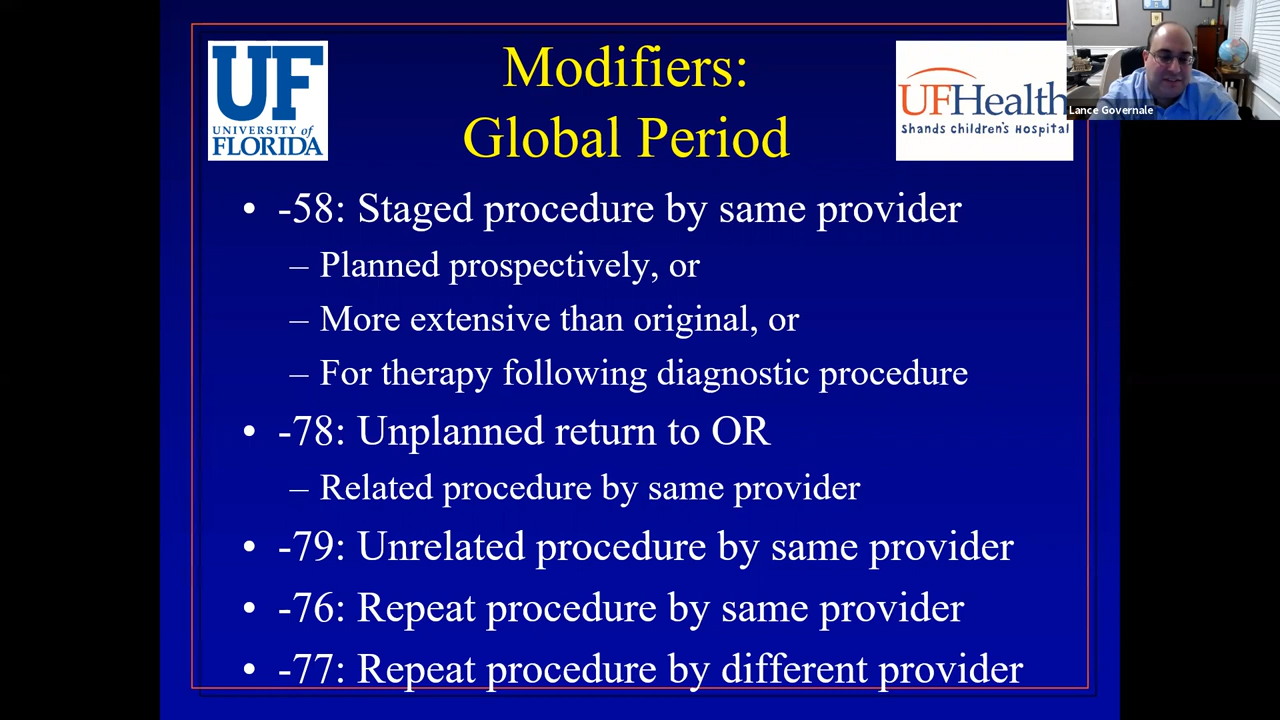 Modifiers:
Global Period
UF
UNIVERSITY of
FLORIDA
UFHealth
Shands Children's Hospital
Lance Governale
• -58: Staged procedure by same provider
– Planned prospectively, or
– More extensive than original, or
– For therapy following diagnostic procedure
• -78: Unplanned return to OR
– Related procedure by same provider
• -79: Unrelated procedure by same provider
• -76: Repeat procedure by same provider
• -77: Repeat procedure by different provider